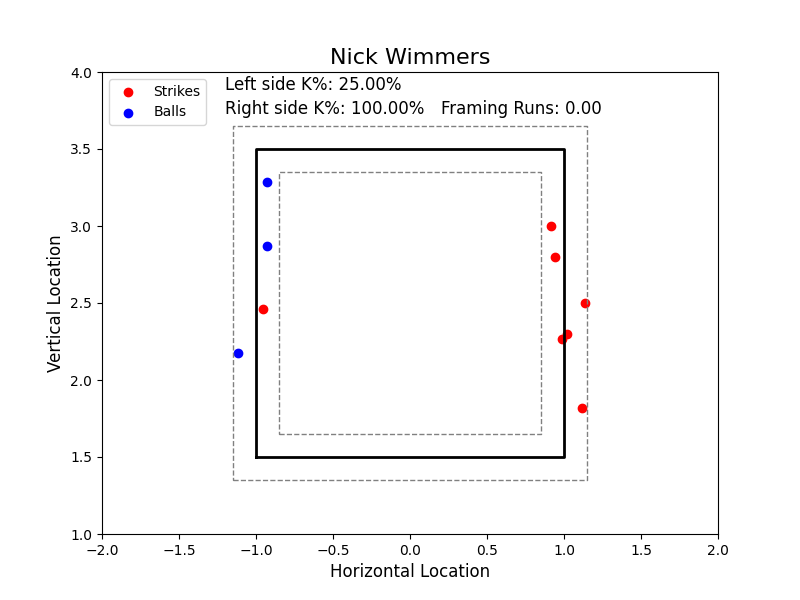 Nick Wimmers
Strikes
Balls
Left side K%: 25.00%
Right side K%: 100.00% Framing Runs: 0.00
4.0
3.5
3.0
2.5
2.0
1.5
1.0
Vertical Location
−2.0 −1.5 −1.0 −0.5 0.0 0.5 1.0 1.5 2.0
Horizontal Location